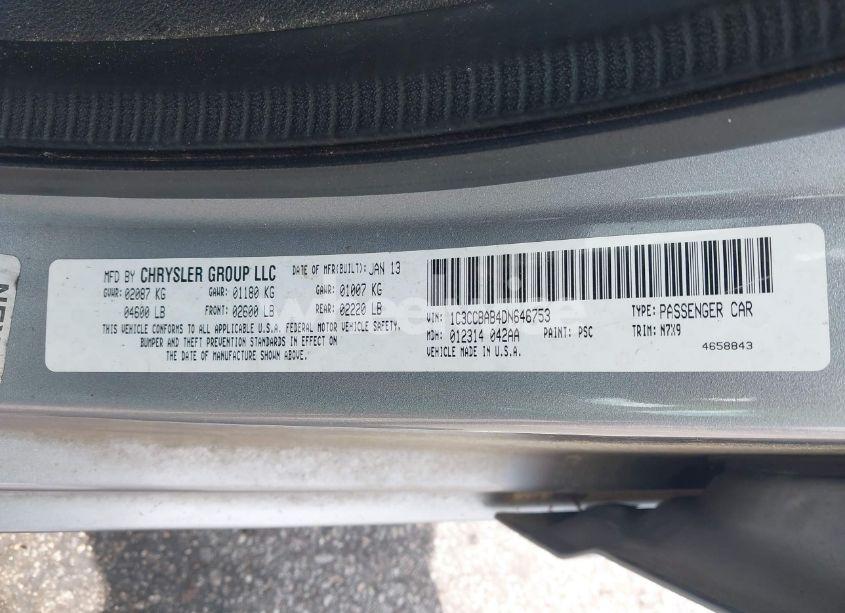 MFD BY CHRYSLER GROUP LLC DATE OF MFR(BUILT): JAN 13
GVWR: 02087 KG GAWR: 01180 KG GAWR: 01007 KG
04600 LB FRONT: 02600 LB REAR: 02220 LB
THIS VEHICLE CONFORMS TO ALL APPLICABLE U.S.A. FEDERAL MOTOR VEHICLE SAFETY,
BUMPER AND THEFT PREVENTION STANDARDS IN EFFECT ON
THE DATE OF MANUFACTURE SHOWN ABOVE.
VIN: 1C3CCBAB4DN646753 TYPE: PASSENGER CAR
MDH: 012314 042AA PAINT: PSC TRIM: N7X9
VEHICLE MADE IN U.S.A. 4658843